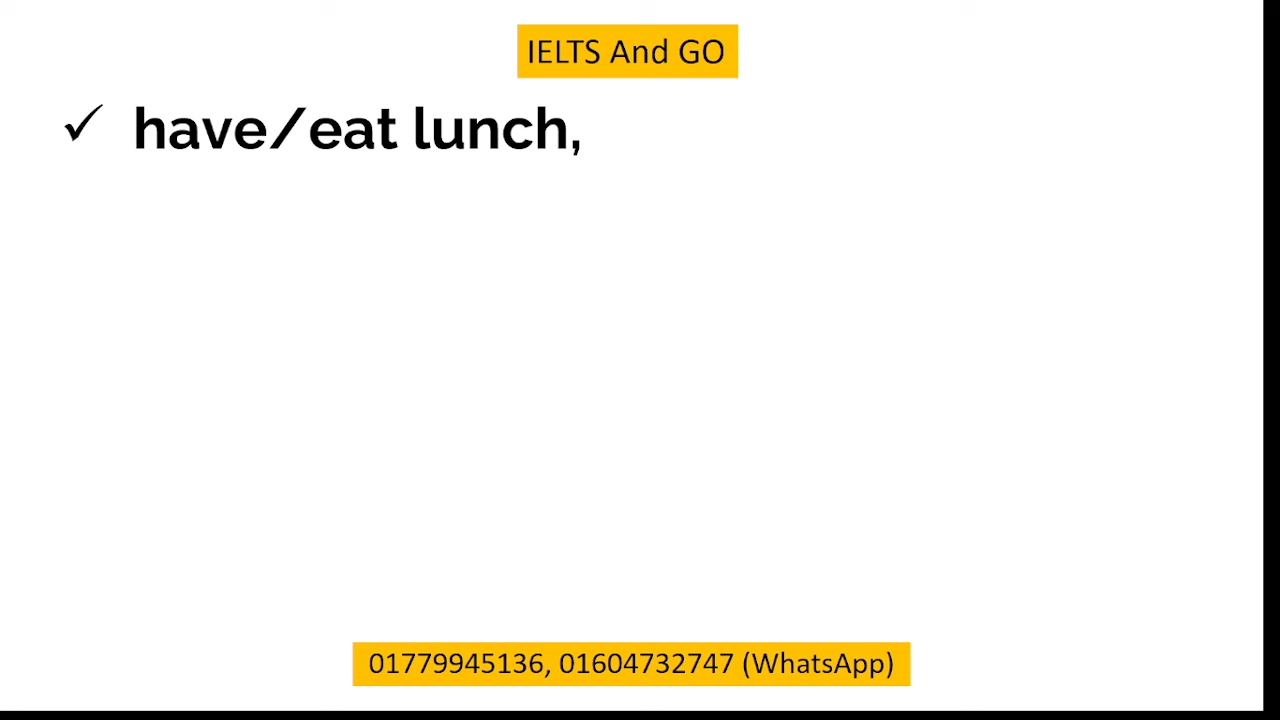 IELTS And GO
✓ have/eat lunch,
01779945136, 01604732747 (WhatsApp)